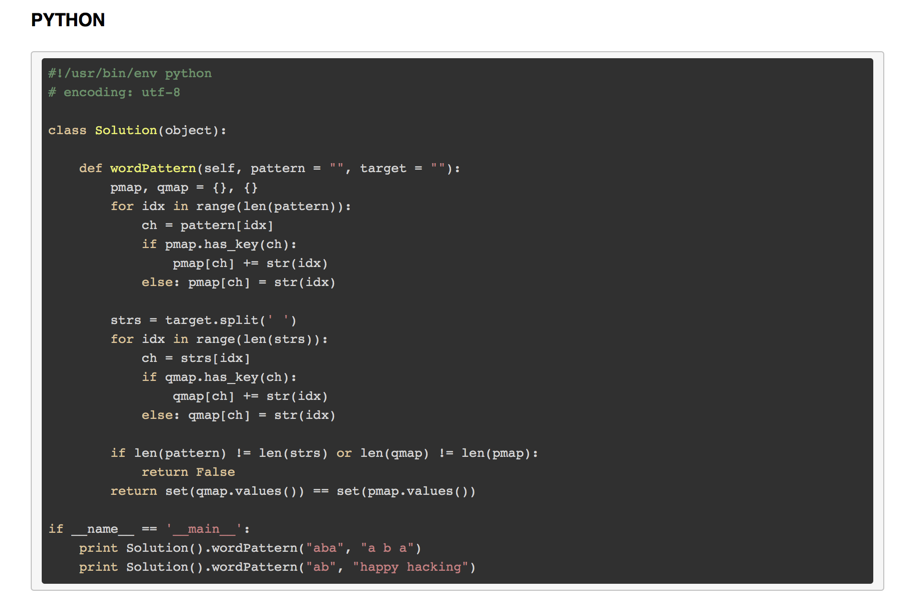 PYTHON
#!/usr/bin/env python
# encoding: utf-8
class Solution(object):
    def wordPattern(self, pattern = "", target = ""):
        pmap, qmap = {}, {}
        for idx in range(len(pattern)):
            ch = pattern[idx]
            if pmap.has_key(ch):
                pmap[ch] += str(idx)
            else: pmap[ch] = str(idx)
        strs = target.split(' ')
        for idx in range(len(strs)):
            ch = strs[idx]
            if qmap.has_key(ch):
                qmap[ch] += str(idx)
            else: qmap[ch] = str(idx)
        if len(pattern) != len(strs) or len(qmap) != len(pmap):
            return False
        return set(qmap.values()) == set(pmap.values())
if __name__ == '__main__':
    print Solution().wordPattern("aba", "a b a")
    print Solution().wordPattern("ab", "happy hacking")